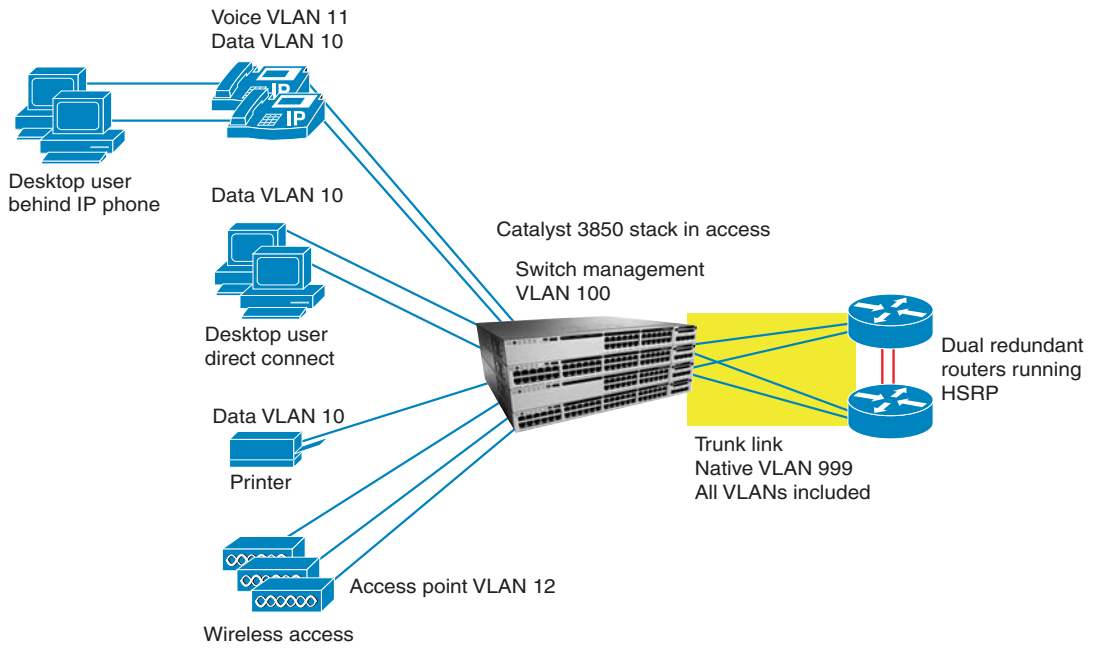 Voice VLAN 11
Data VLAN 10
IP
IP
Desktop user
behind IP phone
Data VLAN 10
Desktop user
direct connect
Catalyst 3850 stack in access
Switch management
VLAN 100
Dual redundant
routers running
HSRP
Data VLAN 10
Printer
Trunk link
Native VLAN 999
All VLANs included
Access point VLAN 12
Wireless access